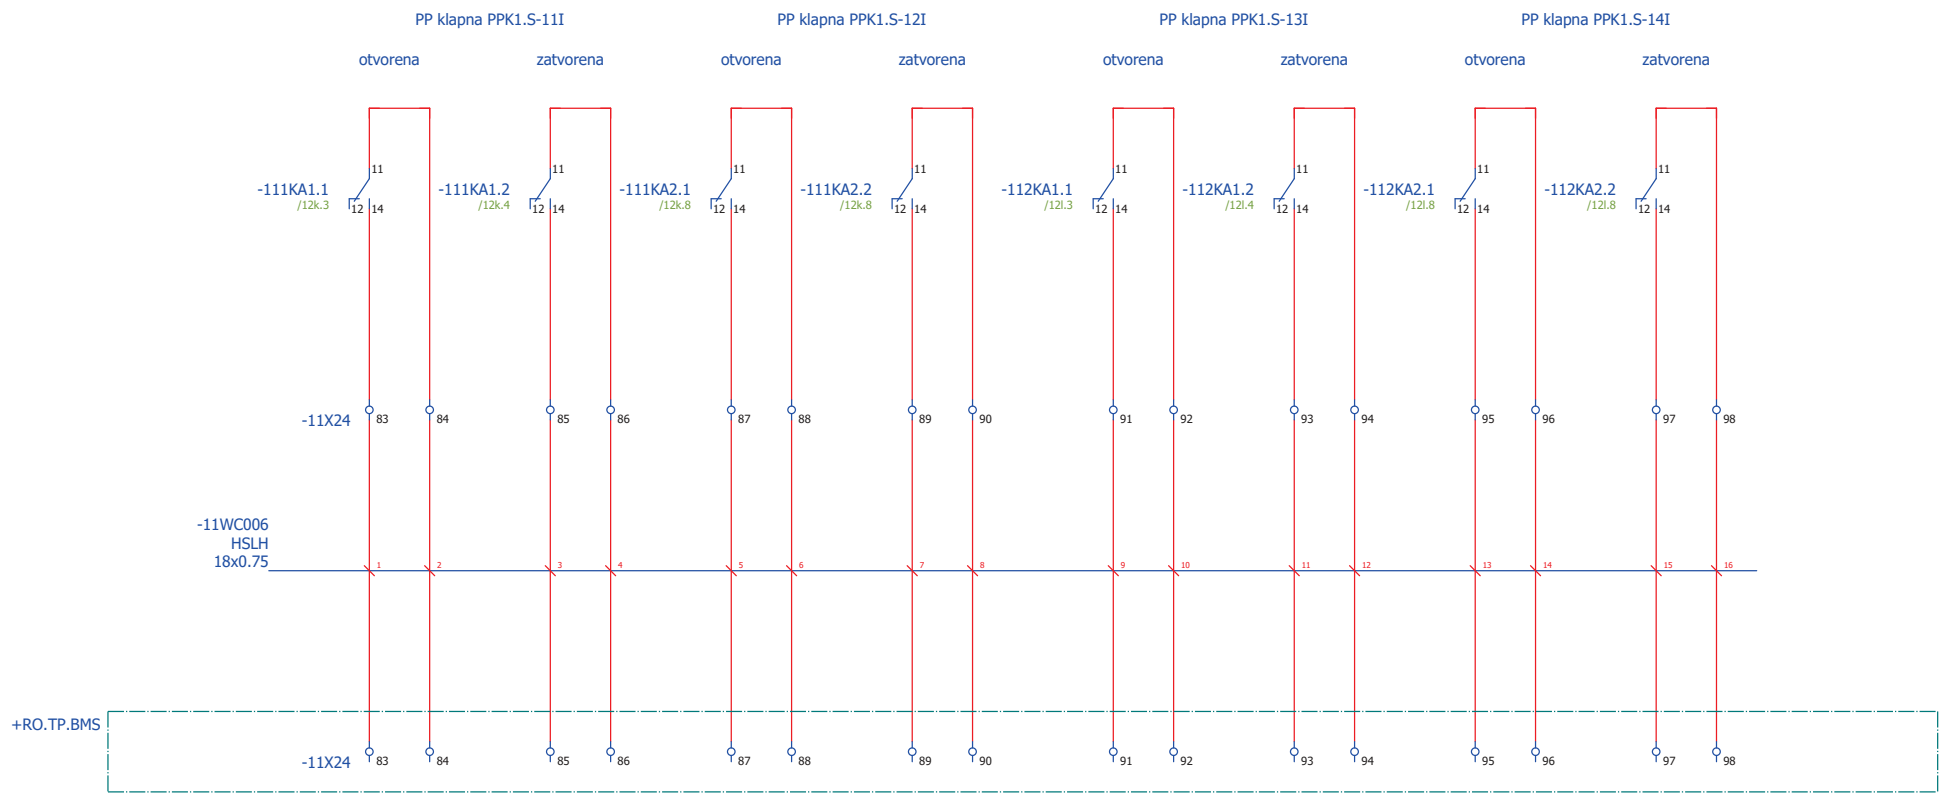 PP klapna PPK1.S-11I PP klapna PPK1.S-12I PP klapna PPK1.S-13I PP klapna PPK1.S-14I
otvorena zatvorena otvorena zatvorena otvorena zatvorena otvorena zatvorena
11 11 11 11 11 11 11 11
-111KA1.1 -111KA1.2 -111KA2.1 -111KA2.2 -112KA1.1 -112KA1.2 -112KA2.1 -112KA2.2
/12k.3 12 14 /12k.4 12 14 /12k.8 12 14 /12k.8 12 14 /12l.3 12 14 /12l.4 12 14 /12l.8 12 14 /12l.8 12 14
-11X24 83 84 85 86 87 88 89 90 91 92 93 94 95 96 97 98
-11WC006
HSLH
18x0.75 1 2 3 4 5 6 7 8 9 10 11 12 13 14 15 16
+RO.TP.BMS
-11X24 83 84 85 86 87 88 89 90 91 92 93 94 95 96 97 98